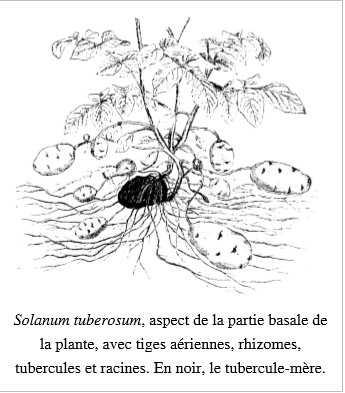 Solanum tuberosum, aspect de la partie basale de
la plante, avec tiges aériennes, rhizomes,
tubercules et racines. En noir, le tubercule-mère.